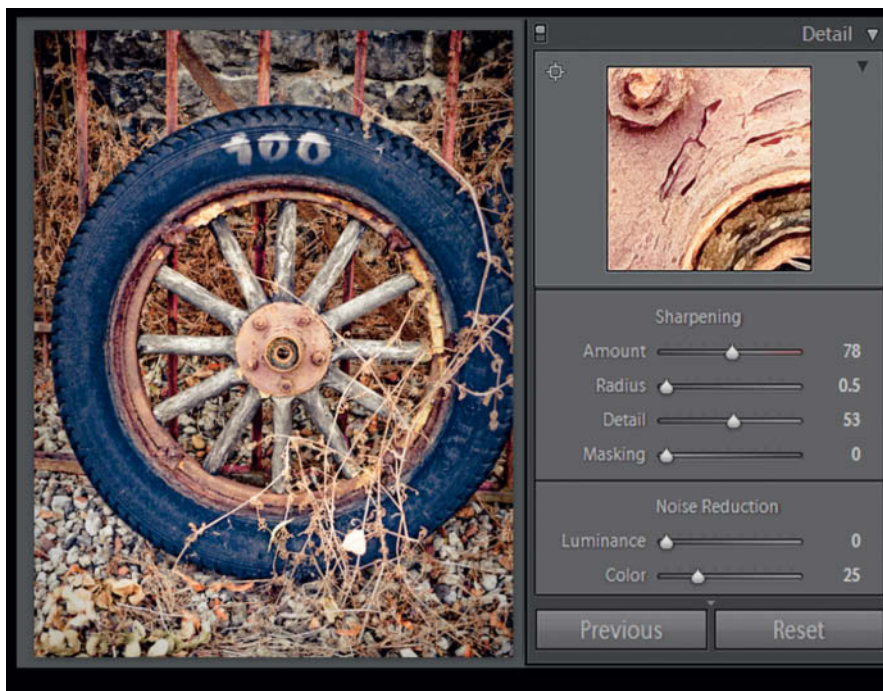 100
Detail
Sharpening
Amount 78
Radius 0.5
Detail 53
Masking 0
Noise Reduction
Luminance 0
Color 25
Previous Reset